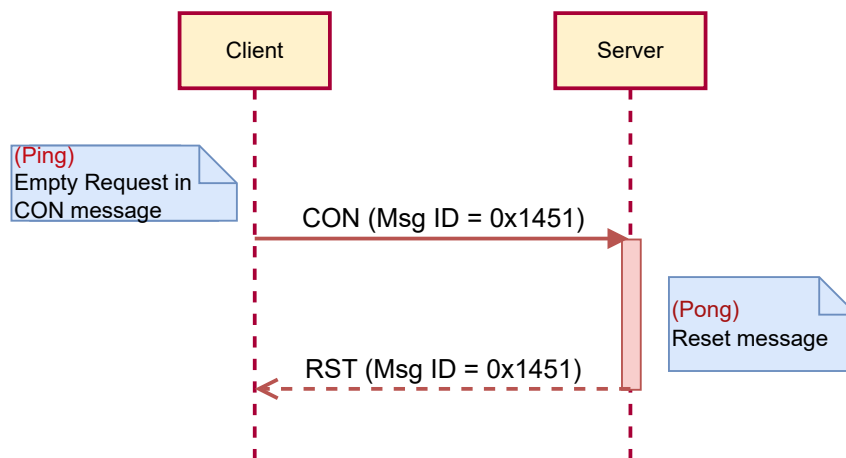 Client
Server
(Ping)
Empty Request in
CON message
CON (Msg ID = 0x1451)
(Pong)
Reset message
RST (Msg ID = 0x1451)